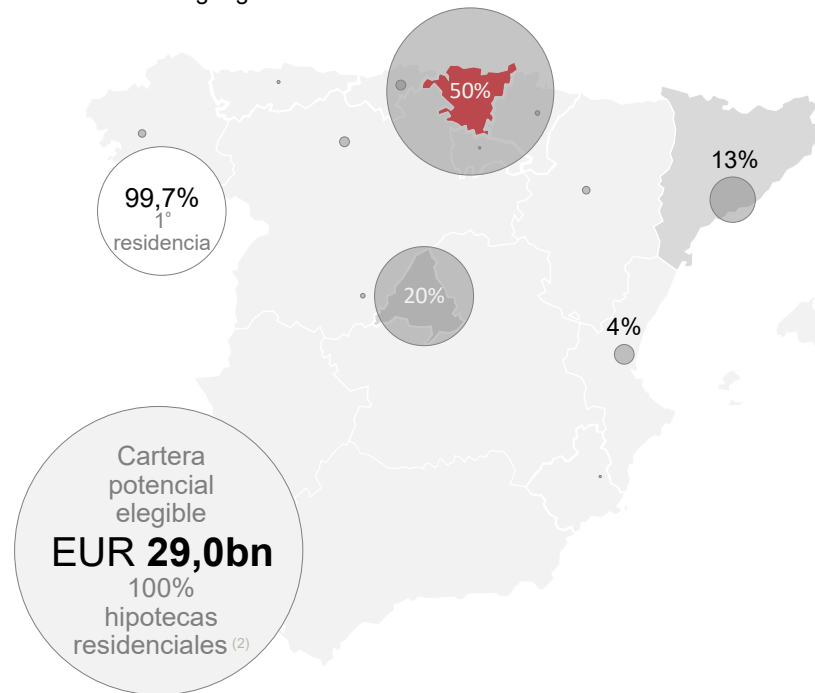 50%
13%
99,7%
1°
residencia
20%
4%
Cartera
potencial
elegible
EUR 29,0bn
100%
hipotecas
residenciales (2)